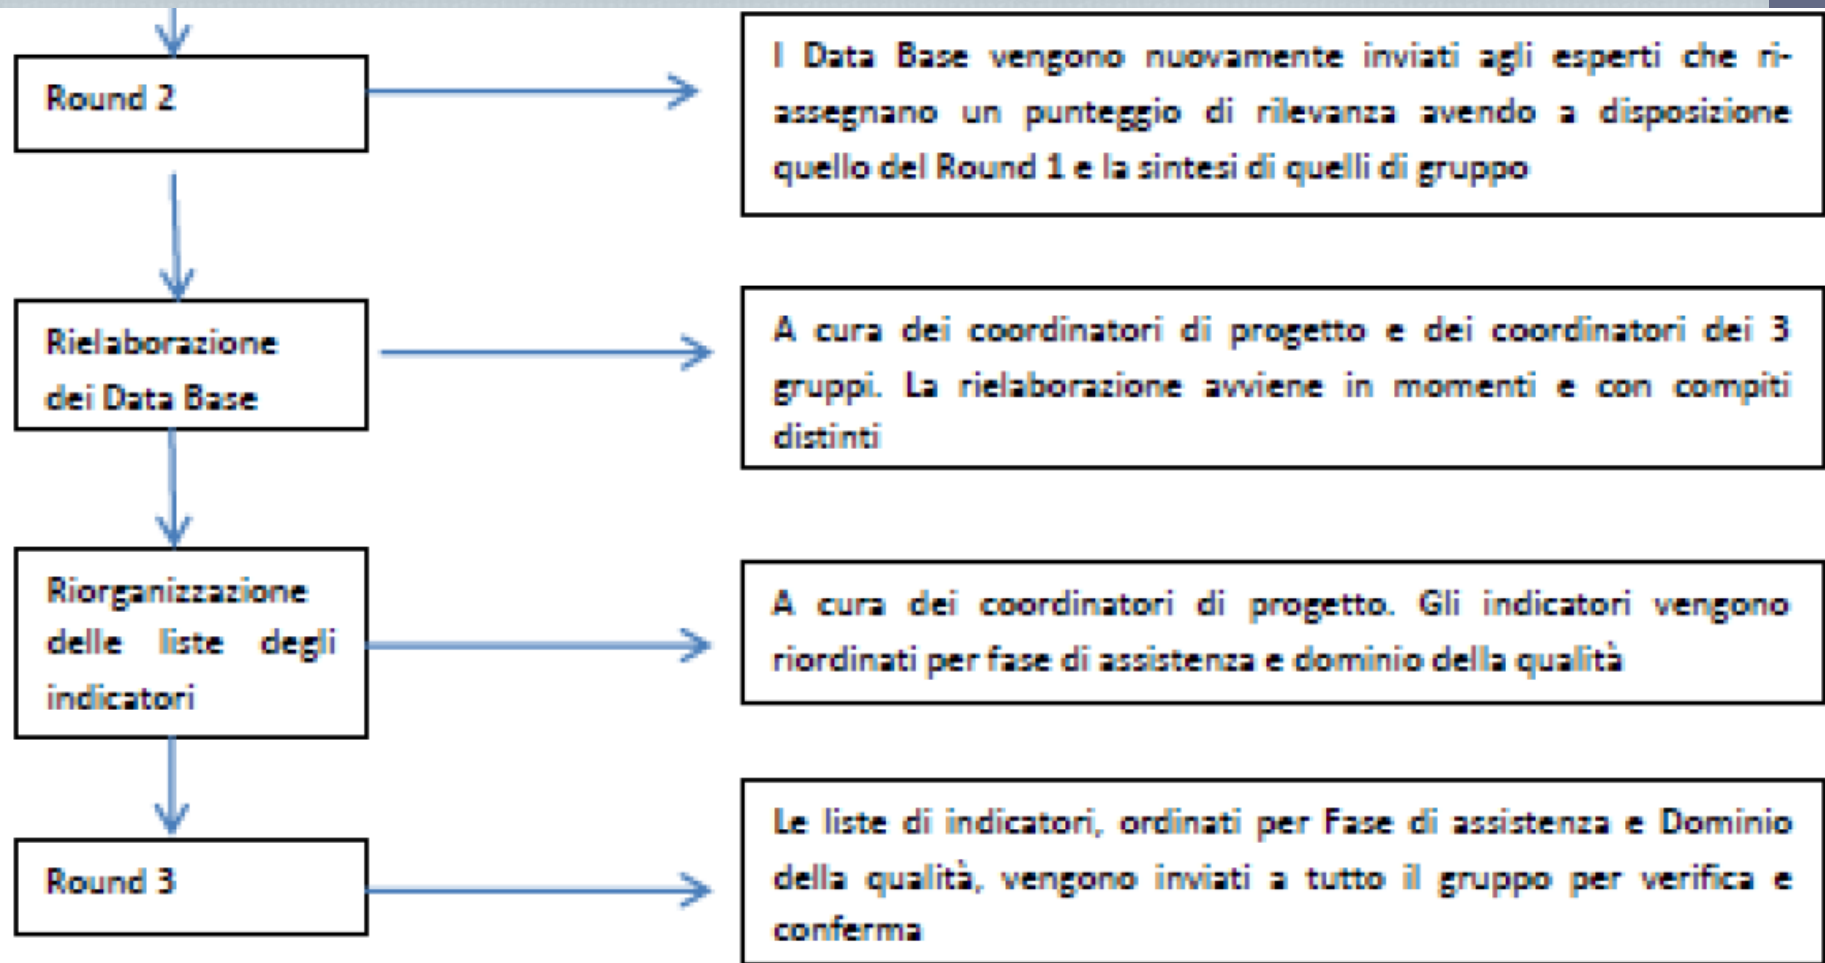 Round 2
I Data Base vengono nuovamente inviati agli esperti che ri-
assegnano un punteggio di rilevanza avendo a disposizione
quello del Round 1 e la sintesi di quelli di gruppo
Rielaborazione
dei Data Base
A cura dei coordinatori di progetto e dei coordinatori dei 3
gruppi. La rielaborazione avviene in momenti e con compiti
distinti
Riorganizzazione
delle liste degli
indicatori
A cura dei coordinatori di progetto. Gli indicatori vengono
riordinati per fase di assistenza e dominio della qualità
Round 3
Le liste di indicatori, ordinati per Fase di assistenza e Dominio
della qualità, vengono inviati a tutto il gruppo per verifica e
conferma